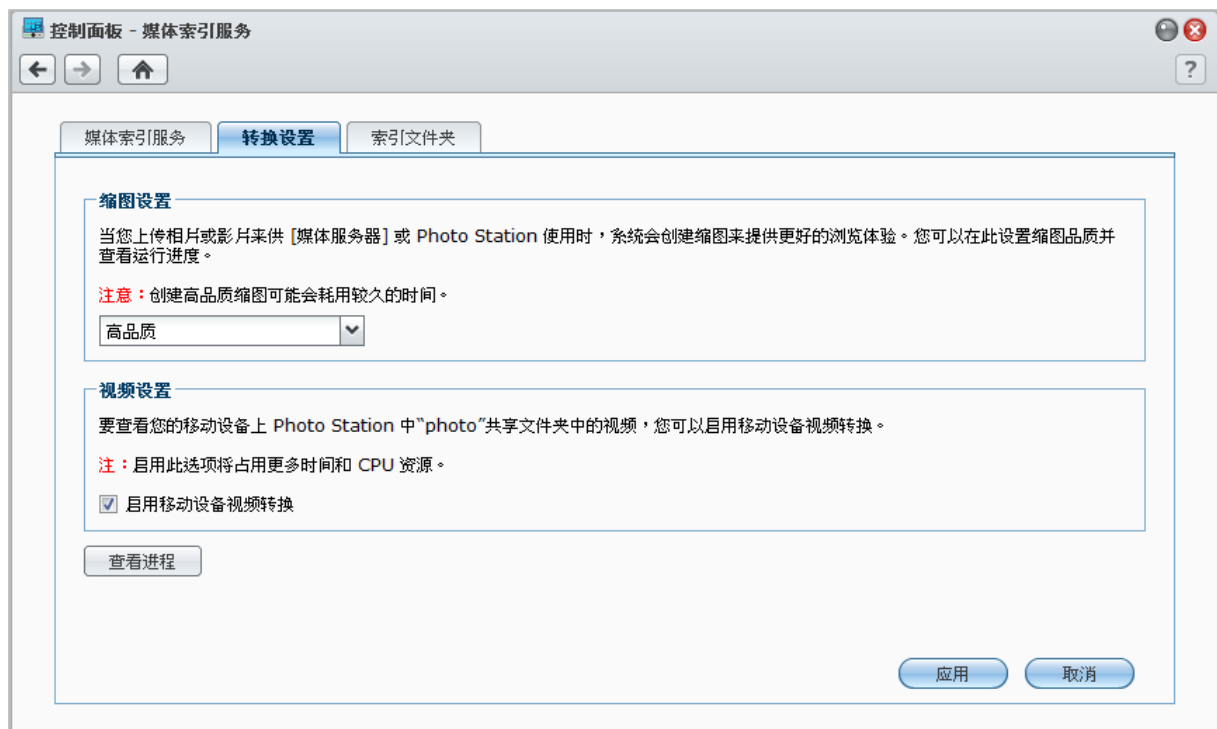 控制面板 - 媒体索引服务
?
媒体索引服务 转换设置 索引文件夹
缩图设置
当您上传相片或影片来供 [媒体服务器] 或 Photo Station 使用时，系统会创建缩图来提供更好的浏览体验。您可以在此设置缩图品质并
查看运行进度。
注意：创建高品质缩图可能会耗用较久的时间。
高品质
视频设置
要查看您的移动设备上 Photo Station 中“photo”共享文件夹中的视频，您可以启用移动设备视频转换。
注：启用此选项将占用更多时间和 CPU 资源。
启用移动设备视频转换
查看进程
应用 取消